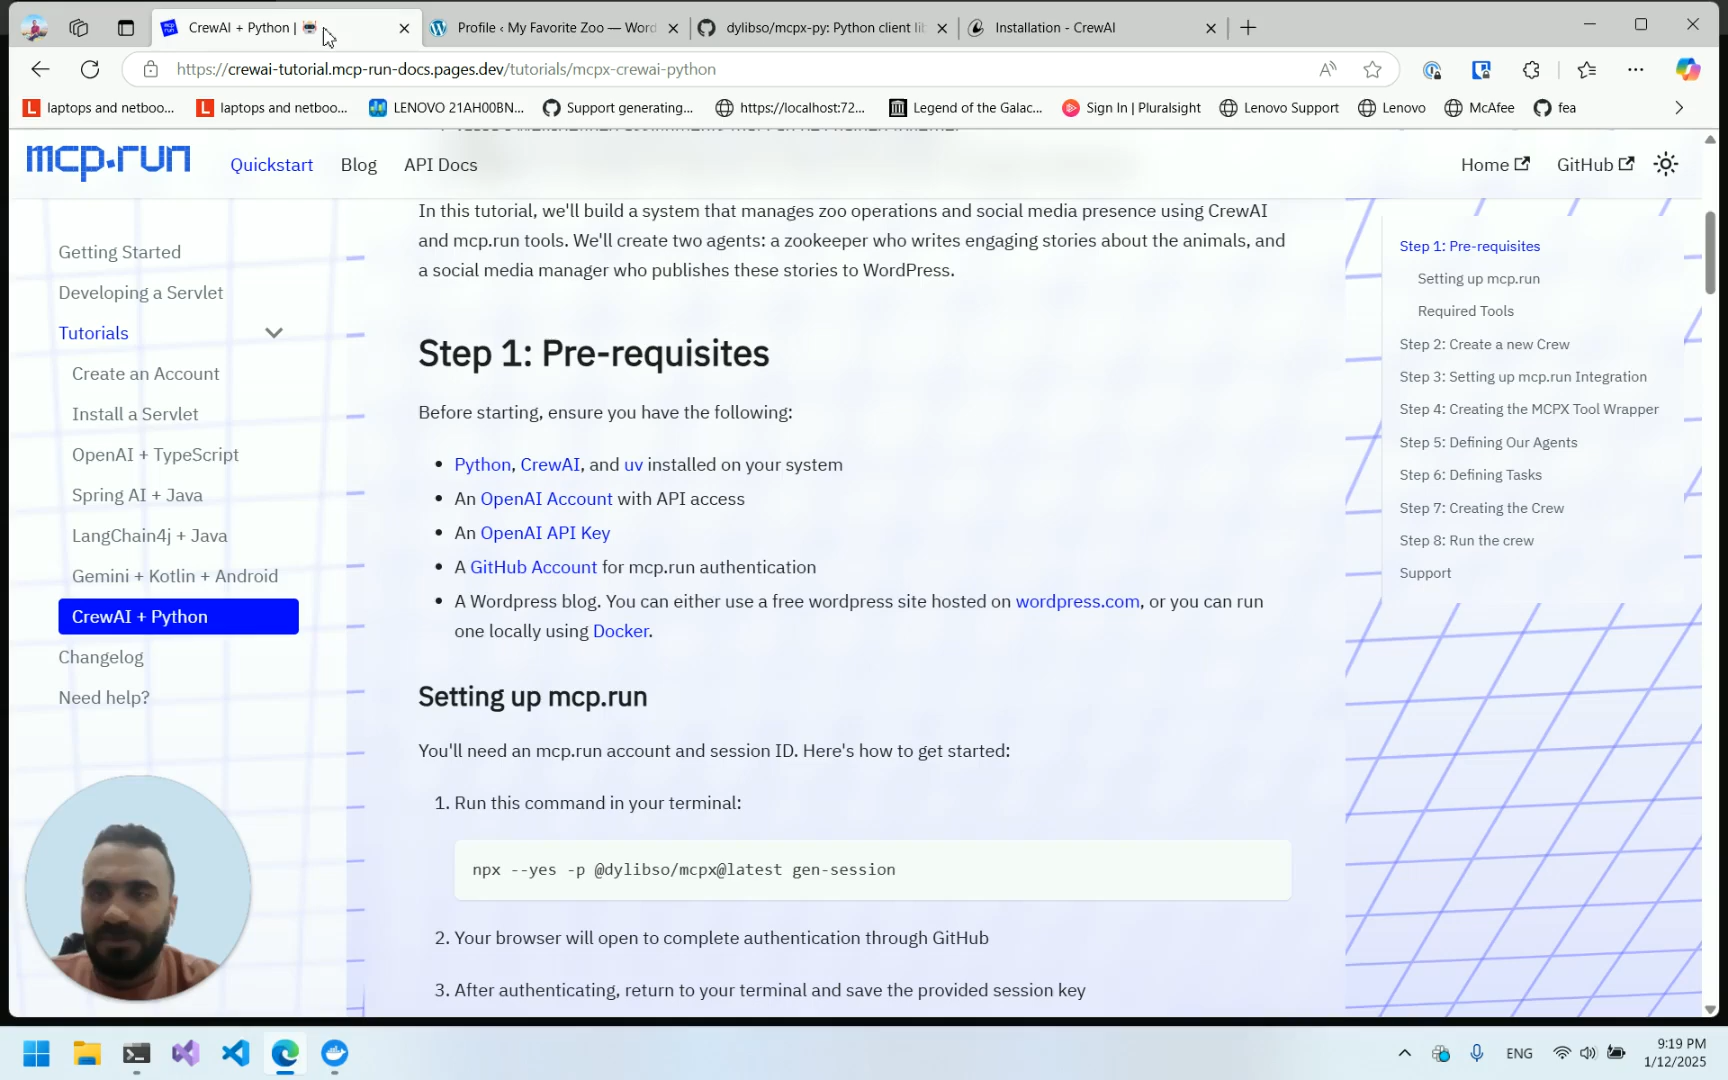 CrewAI + Python |
Profile ‹ My Favorite Zoo — Word
dylibso/mcpx-py: Python client lib
Installation - CrewAI
https://crewai-tutorial.mcp-run-docs.pages.dev/tutorials/mcpx-crewai-python
laptops and netboo...
laptops and netboo...
LENOVO 21AH00BN...
Support generating...
https://localhost:72...
Legend of the Galac...
Sign In | Pluralsight
Lenovo Support
Lenovo
McAfee
fea
mcp.run
Quickstart
Blog
API Docs
Home
GitHub
Getting Started
Developing a Servlet
Tutorials
Create an Account
Install a Servlet
OpenAI + TypeScript
Spring AI + Java
LangChain4j + Java
Gemini + Kotlin + Android
CrewAI + Python
Changelog
Need help?
In this tutorial, we'll build a system that manages zoo operations and social media presence using CrewAI
and mcp.run tools. We'll create two agents: a zookeeper who writes engaging stories about the animals, and
a social media manager who publishes these stories to WordPress.
Step 1: Pre-requisites
Before starting, ensure you have the following:
• Python, CrewAI, and uv installed on your system
• An OpenAI Account with API access
• An OpenAI API Key
• A GitHub Account for mcp.run authentication
• A Wordpress blog. You can either use a free wordpress site hosted on wordpress.com, or you can run
one locally using Docker.
Setting up mcp.run
You'll need an mcp.run account and session ID. Here's how to get started:
1. Run this command in your terminal:
npx --yes -p @dylibso/mcpx@latest gen-session
2. Your browser will open to complete authentication through GitHub
3. After authenticating, return to your terminal and save the provided session key
Step 1: Pre-requisites
Setting up mcp.run
Required Tools
Step 2: Create a new Crew
Step 3: Setting up mcp.run Integration
Step 4: Creating the MCPX Tool Wrapper
Step 5: Defining Our Agents
Step 6: Defining Tasks
Step 7: Creating the Crew
Step 8: Run the crew
Support
ENG
9:19 PM
1/12/2025